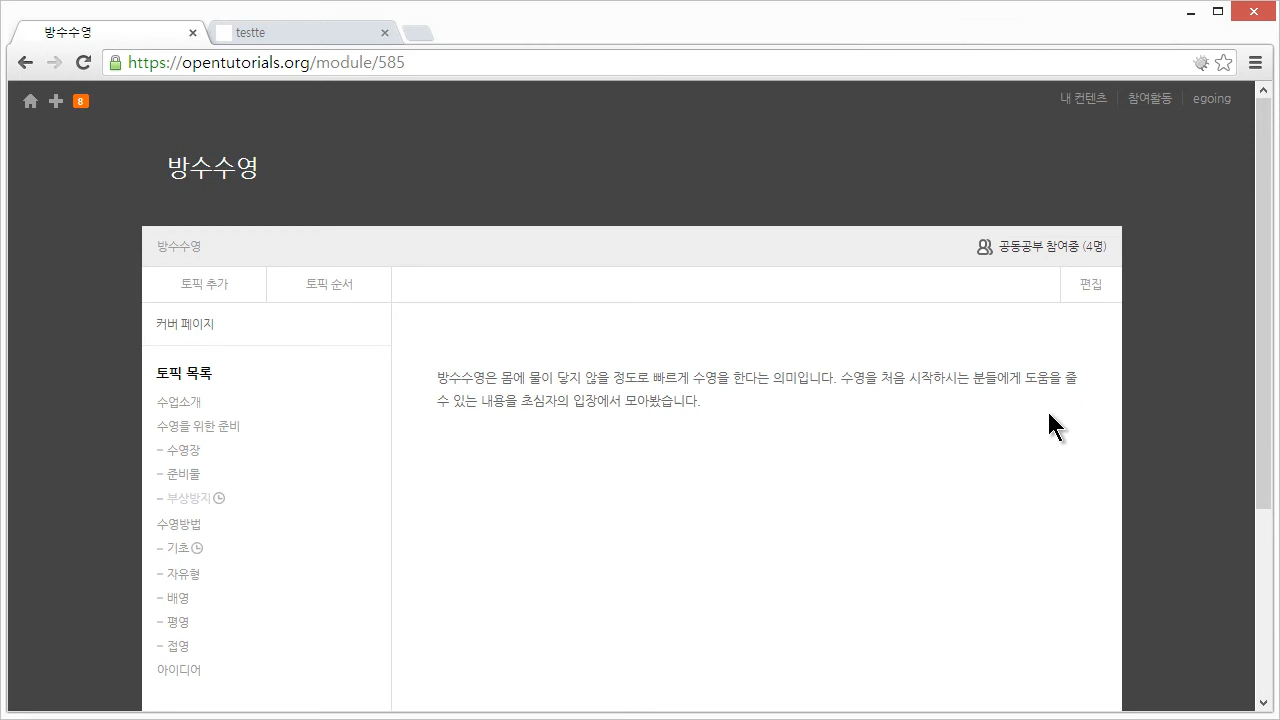 방수수영
testte
https://opentutorials.org/module/585
8
내 컨텐츠 참여활동 egoing
방수수영
방수수영
공동공부 참여중 (4명)
토픽 추가 토픽 순서 편집
커버 페이지
토픽 목록
수업소개
수영을 위한 준비
- 수영장
- 준비물
- 부상방지
수영방법
- 기초
- 자유형
- 배영
- 평영
- 접영
아이디어
방수수영은 몸에 물이 닿지 않을 정도로 빠르게 수영을 한다는 의미입니다. 수영을 처음 시작하시는 분들에게 도움을 줄
수 있는 내용을 초심자의 입장에서 모아봤습니다.